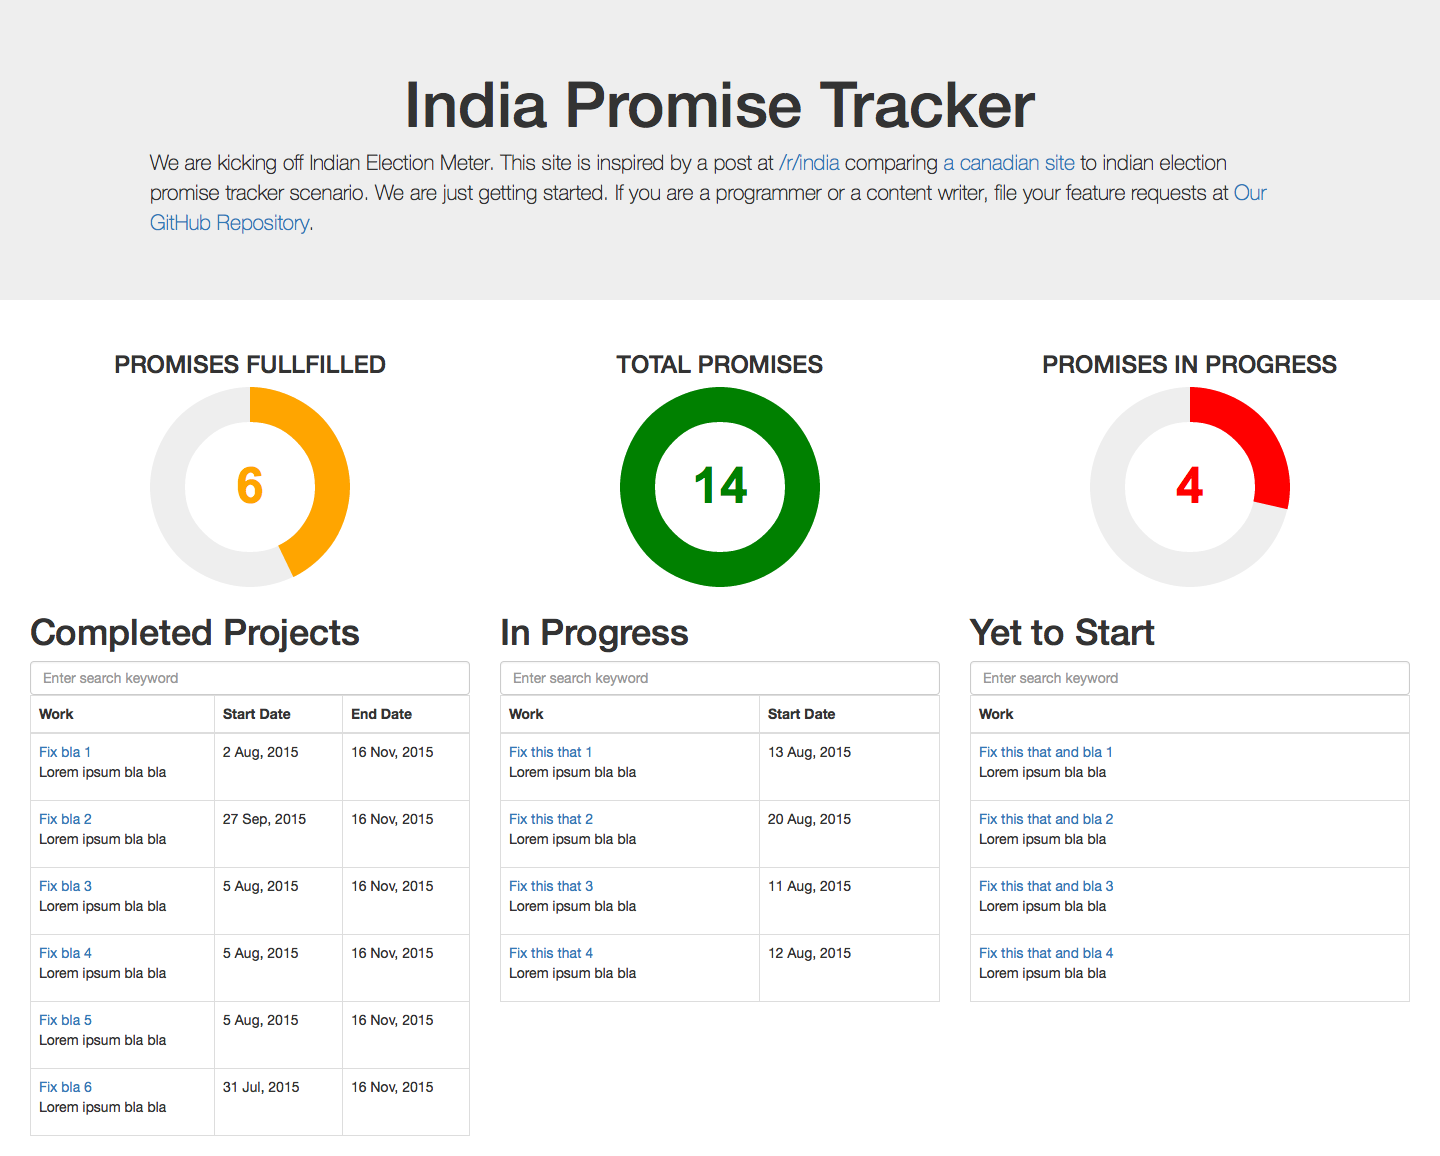 India Promise Tracker
We are kicking off Indian Election Meter. This site is inspired by a post at /r/india comparing a canadian site to indian election
promise tracker scenario. We are just getting started. If you are a programmer or a content writer, file your feature requests at Our
GitHub Repository.
PROMISES FULLFILLED
6
TOTAL PROMISES
14
PROMISES IN PROGRESS
4
Completed Projects
Enter search keyword
Work Start Date End Date
Fix bla 1 2 Aug, 2015 16 Nov, 2015
Lorem ipsum bla bla
Fix bla 2 27 Sep, 2015 16 Nov, 2015
Lorem ipsum bla bla
Fix bla 3 5 Aug, 2015 16 Nov, 2015
Lorem ipsum bla bla
Fix bla 4 5 Aug, 2015 16 Nov, 2015
Lorem ipsum bla bla
Fix bla 5 5 Aug, 2015 16 Nov, 2015
Lorem ipsum bla bla
Fix bla 6 31 Jul, 2015 16 Nov, 2015
Lorem ipsum bla bla
In Progress
Enter search keyword
Work Start Date
Fix this that 1 13 Aug, 2015
Lorem ipsum bla bla
Fix this that 2 20 Aug, 2015
Lorem ipsum bla bla
Fix this that 3 11 Aug, 2015
Lorem ipsum bla bla
Fix this that 4 12 Aug, 2015
Lorem ipsum bla bla
Yet to Start
Enter search keyword
Work
Fix this that and bla 1
Lorem ipsum bla bla
Fix this that and bla 2
Lorem ipsum bla bla
Fix this that and bla 3
Lorem ipsum bla bla
Fix this that and bla 4
Lorem ipsum bla bla